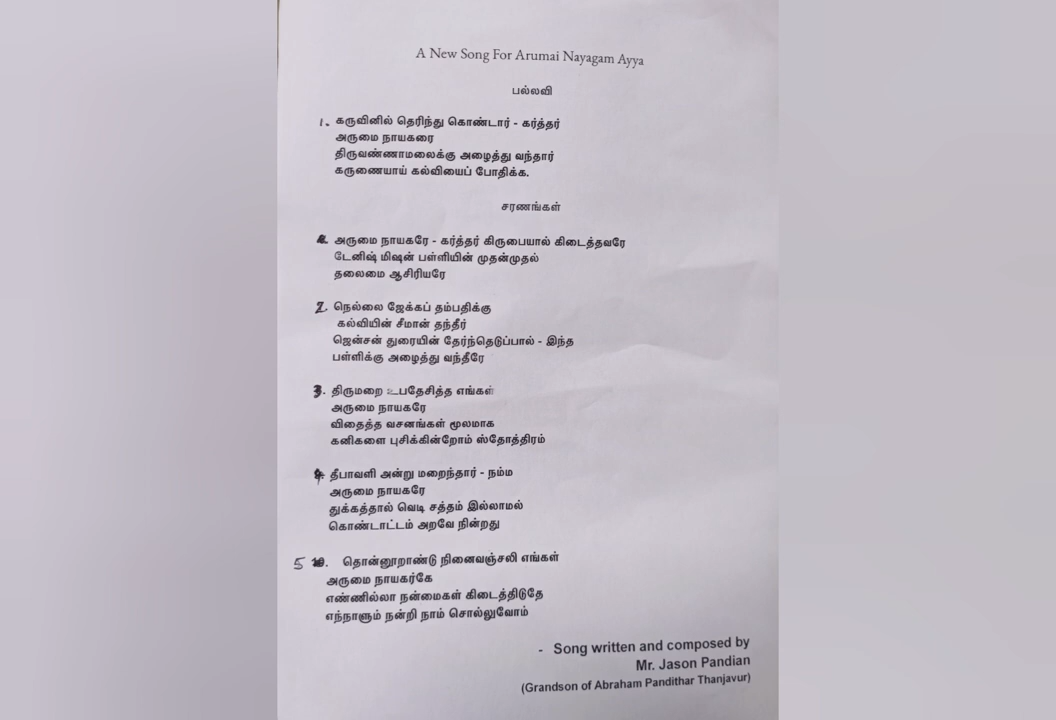 A New Song For Arumai Nayagam Ayya
பல்லவி
1. கருவினில் தெரிந்து கொண்டார் - கர்த்தர்
அருமை நாயகரை
திருவண்ணாமலைக்கு அழைத்து வந்தார்
கருணையாய் கல்வியைப் போதிக்க.
சரணங்கள்
அருமை நாயகரே - கர்த்தர் கிருபையால் கிடைத்தவரே
டேனிஷ் மிஷன் பள்ளியின் முதன்முதல்
தலைமை ஆசிரியரே
2. நெல்லை ஜேக்கப் தம்பதிக்கு
கல்வியின் சீமான் தந்தீர்
ஜென்சன் துரையின் தேர்ந்தெடுப்பால் - இந்த
பள்ளிக்கு அழைத்து வந்தீரே
3. திருமறை உபதேசித்த எங்கள்
அருமை நாயகரே
விதைத்த வசனங்கள் மூலமாக
கனிகளை புசிக்கின்றோம் ஸ்தோத்திரம்
4. தீபாவளி அன்று மறைந்தார் - நம்ம
அருமை நாயகரே
துக்கத்தால் வெடி சத்தம் இல்லாமல்
கொண்டாட்டம் அறவே நின்றது
5 தொன்னூறாண்டு நினைவஞ்சலி எங்கள்
அருமை நாயகர்கே
எண்ணில்லா நன்மைகள் கிடைத்திடுதே
எந்நாளும் நன்றி நாம் சொல்லுவோம்
- Song written and composed by
Mr. Jason Pandian
(Grandson of Abraham Pandithar Thanjavur)